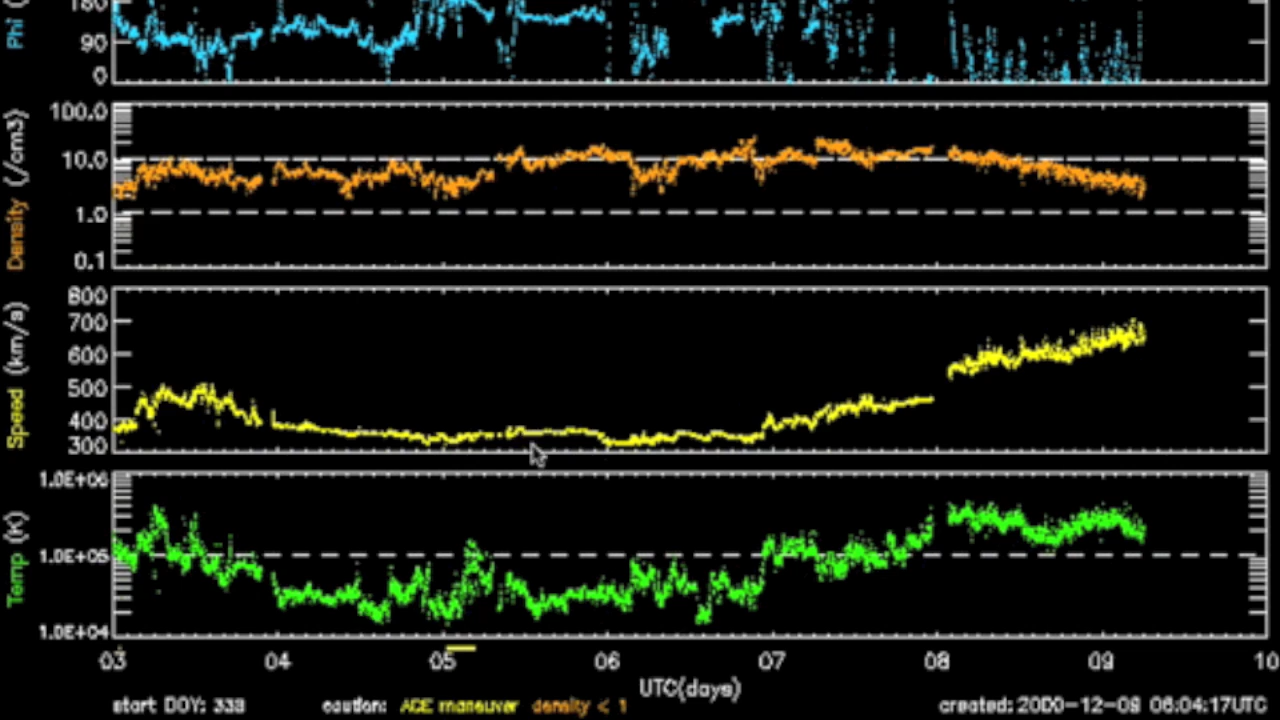 Phi (
180
90
0
Density (/cm3)
100.0
10.0
1.0
0.1
Speed (km/s)
800
700
600
500
400
300
Temp (K)
1.0E+06
1.0E+05
1.0E+04
03 04 05 06 07 08 09 10
UTC(days)
start DOY: 338 caution: ACE maneuver density < 1 created: 2000-12-09 06:04:17UTC